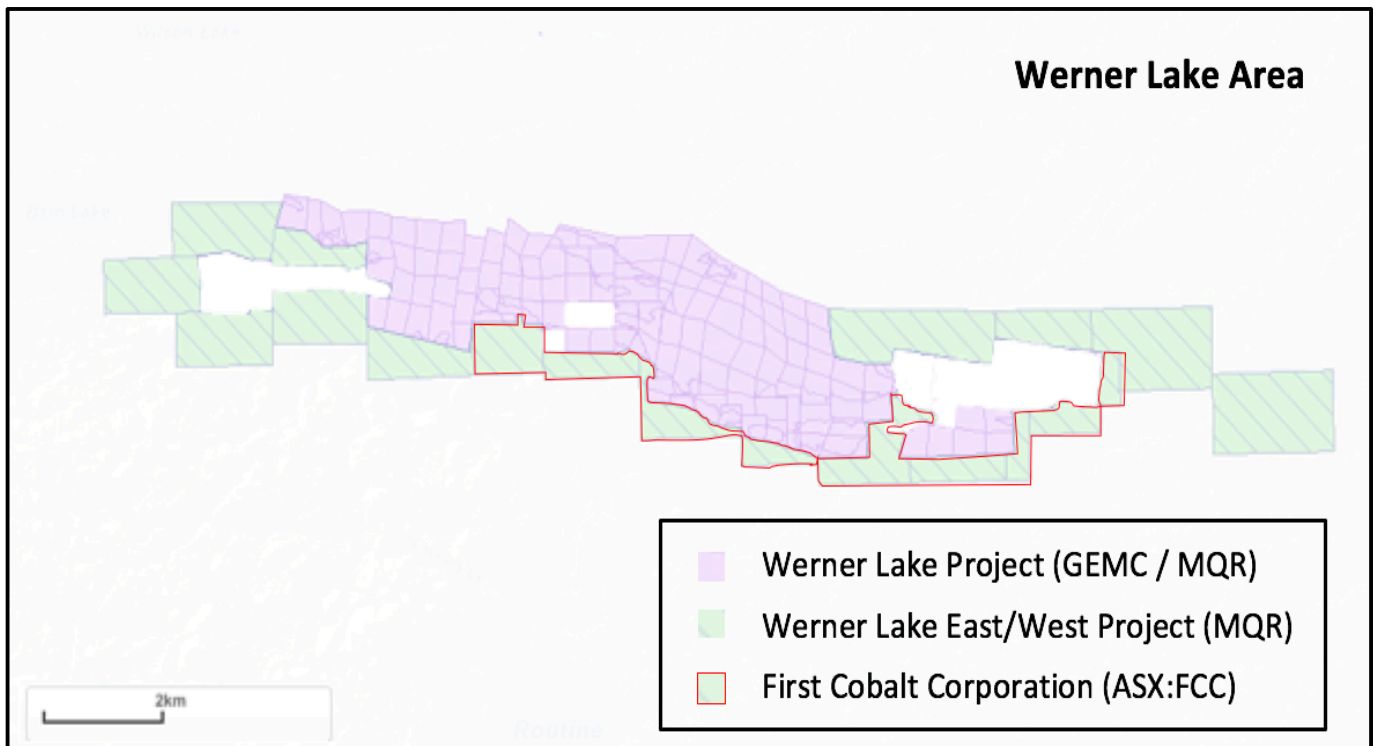 Werner Lake Area
Werner Lake Project (GEMC / MQR)
Werner Lake East/West Project (MQR)
First Cobalt Corporation (ASX:FCC)
2km
Routine